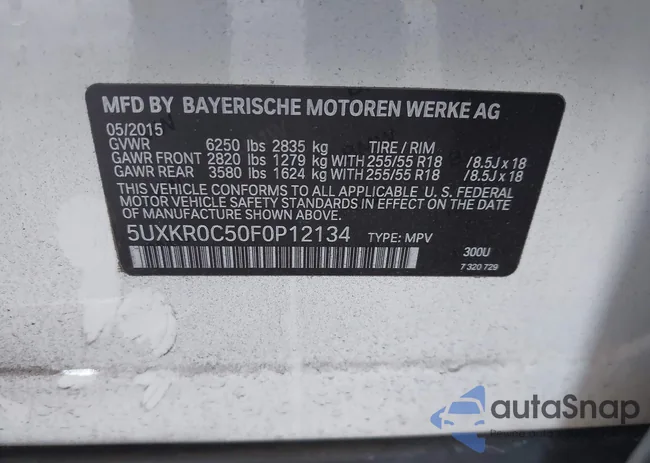 MFD BY BAYERISCHE MOTOREN WERKE AG
05/2015
GVWR 6250 lbs 2835 kg TIRE / RIM
GAWR FRONT 2820 lbs 1279 kg WITH 255/55 R18 /8.5J x 18
GAWR REAR 3580 lbs 1624 kg WITH 255/55 R18 /8.5J x 18
THIS VEHICLE CONFORMS TO ALL APPLICABLE U. S. FEDERAL
MOTOR VEHICLE SAFETY STANDARDS IN EFFECT ON THE DATE
OF MANUFACTURE SHOWN ABOVE.
5UXKR0C50F0P12134 TYPE: MPV 300U
7 320 729
autaSnap